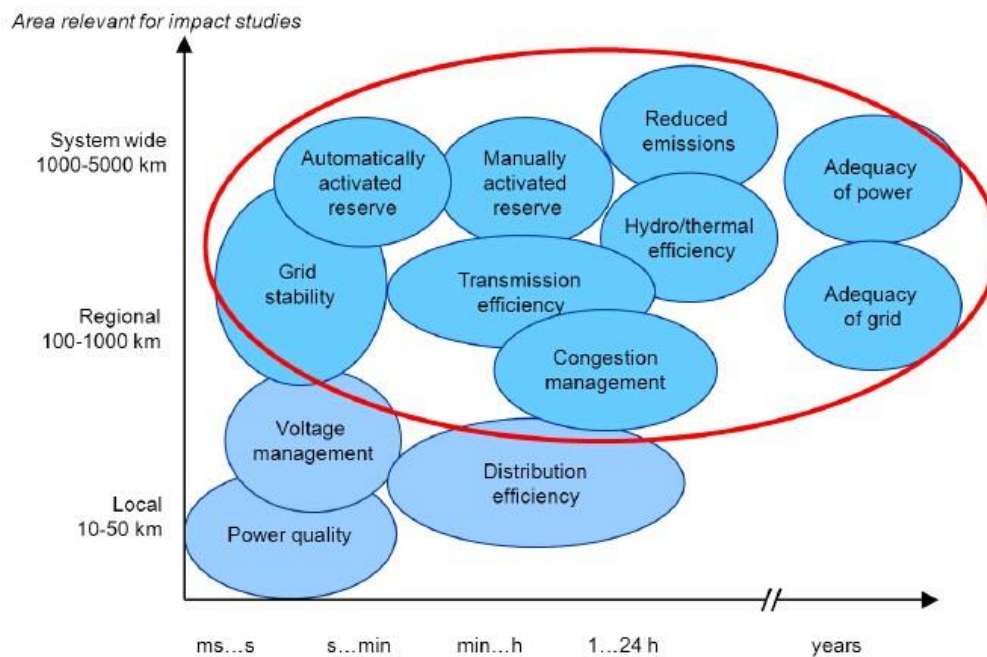 Area relevant for impact studies
System wide
1000-5000 km
Regional
100-1000 km
Local
10-50 km
Reduced
emissions
Automatically
activated
reserve
Manually
activated
reserve
Adequacy
of power
Hydro/thermal
efficiency
Grid
stability
Transmission
efficiency
Adequacy
of grid
Congestion
management
Voltage
management
Distribution
efficiency
Power quality
ms...s
s...min
min...h
1...24 h
years